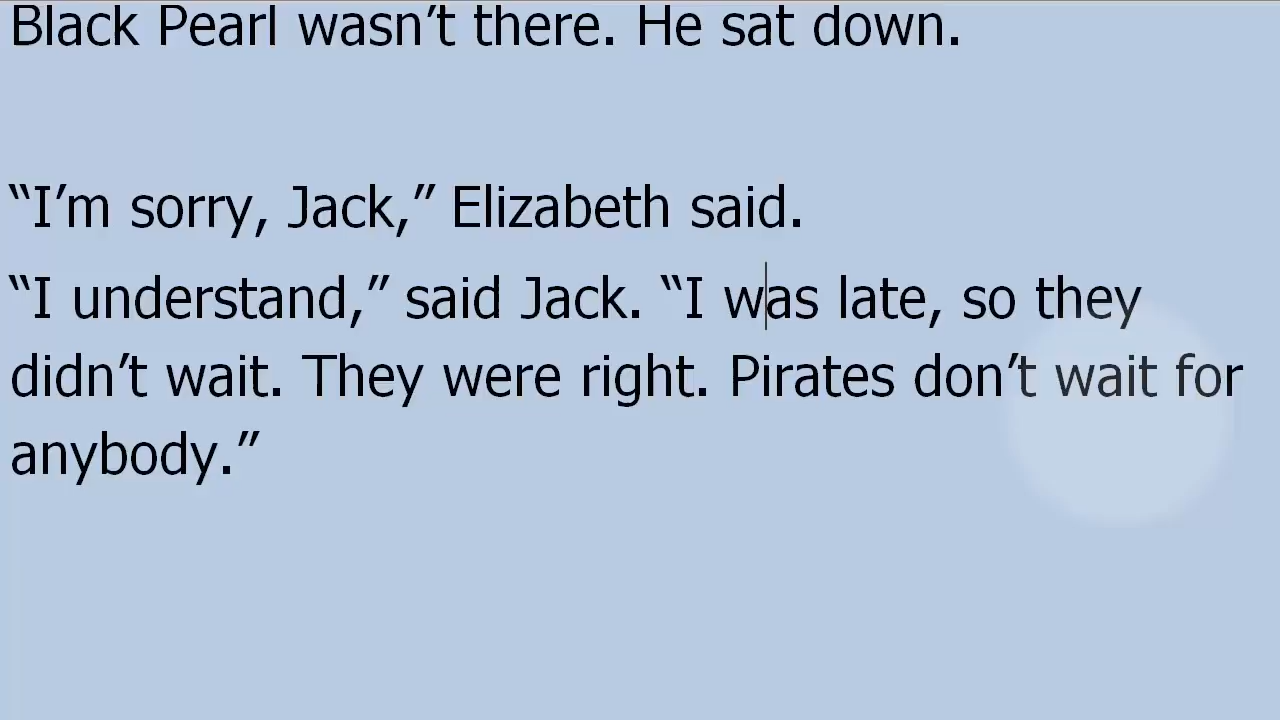 Black Pearl wasn’t there. He sat down.
“I’m sorry, Jack,” Elizabeth said.
“I understand,” said Jack. “I was late, so they
didn’t wait. They were right. Pirates don’t wait for
anybody.”